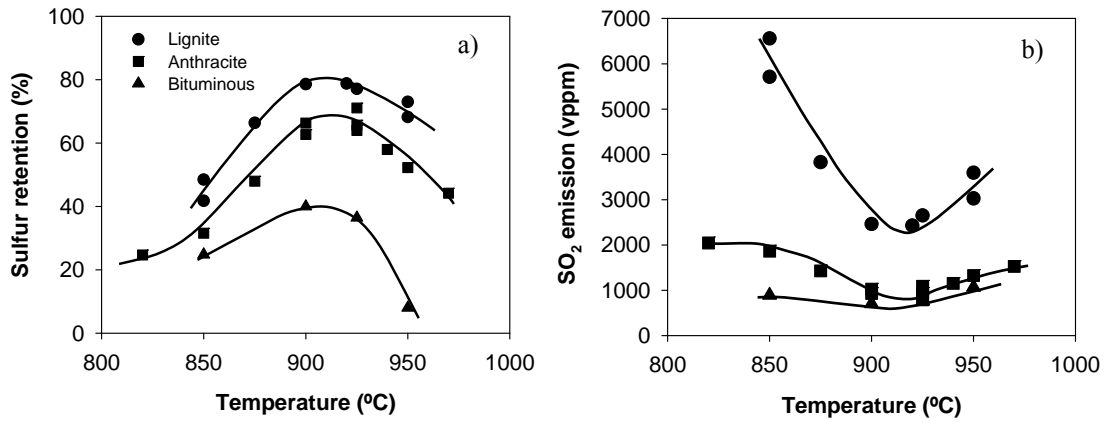 a)
Lignite
Anthracite
Bituminous
Sulfur retention (%)
100
80
60
40
20
0
800 850 900 950 1000
Temperature (ºC)
b)
SO2 emission (vppm)
7000
6000
5000
4000
3000
2000
1000
0
800 850 900 950 1000
Temperature (ºC)